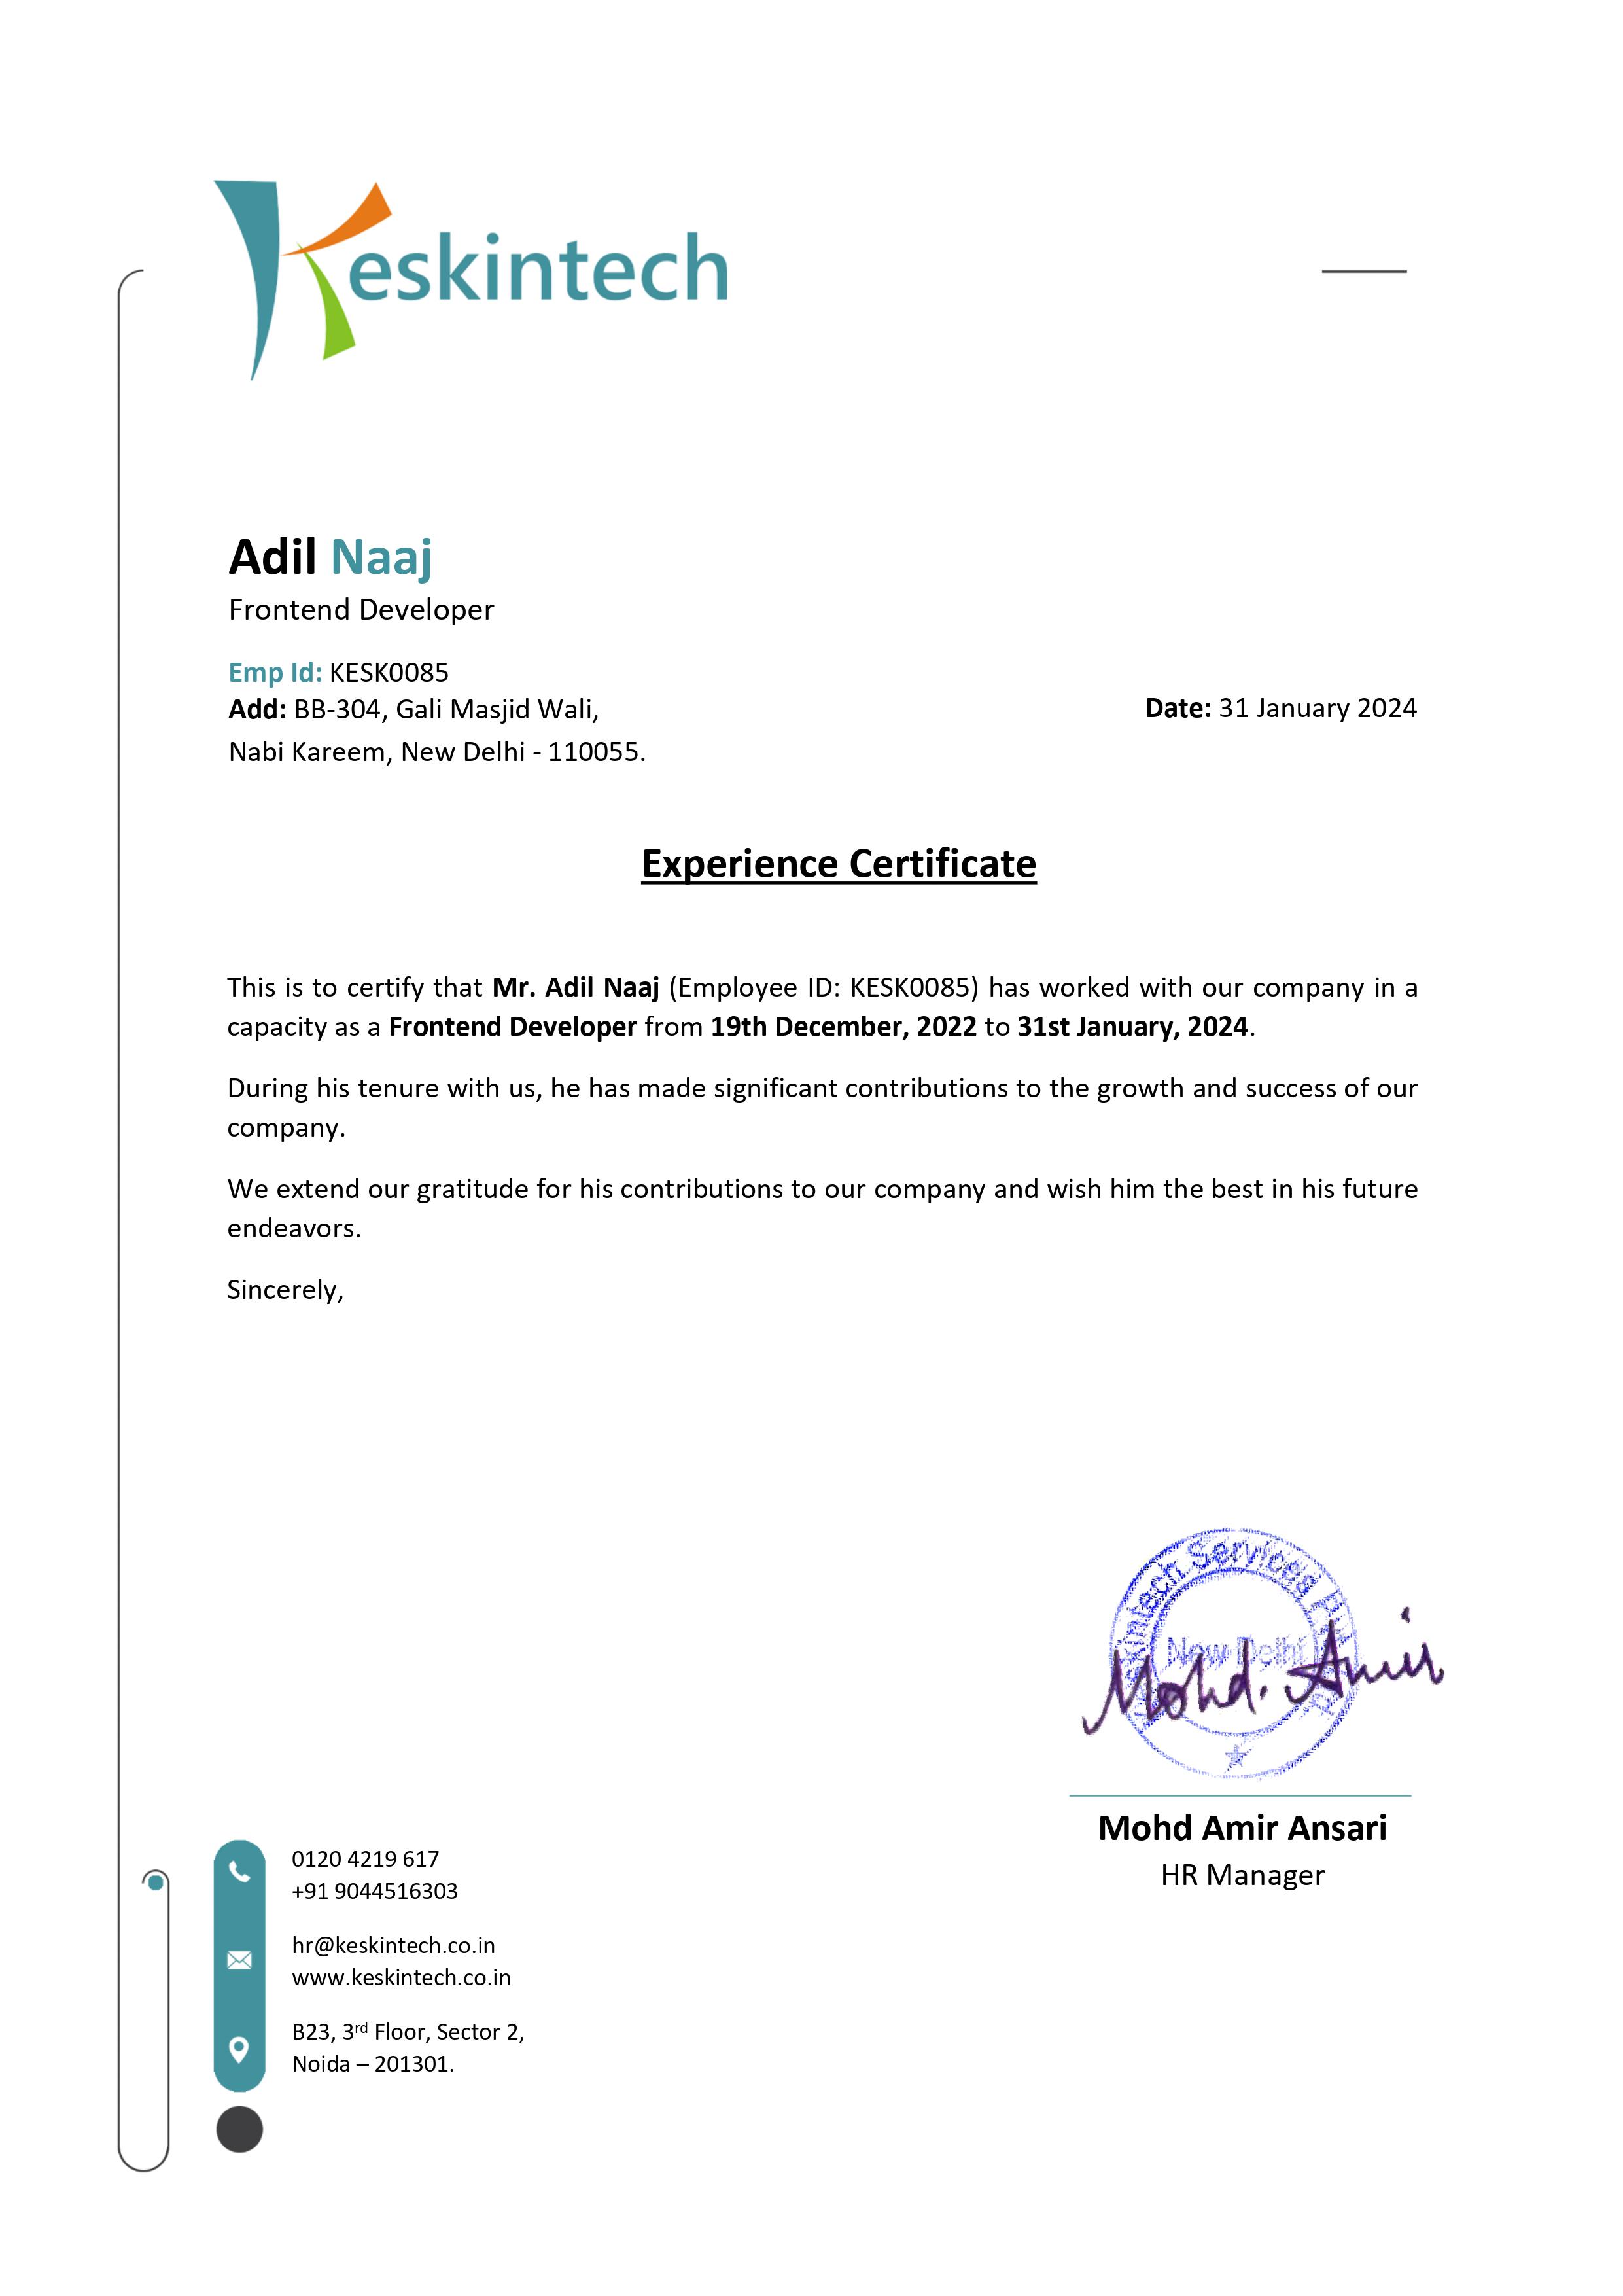 Keskintech
Adil Naaj
Frontend Developer
Emp Id: KESK0085
Add: BB-304, Gali Masjid Wali,
Nabi Kareem, New Delhi - 110055.
Date: 31 January 2024
Experience Certificate
This is to certify that Mr. Adil Naaj (Employee ID: KESK0085) has worked with our company in a
capacity as a Frontend Developer from 19th December, 2022 to 31st January, 2024.
During his tenure with us, he has made significant contributions to the growth and success of our
company.
We extend our gratitude for his contributions to our company and wish him the best in his future
endeavors.
Sincerely,
Keskintech Services
New Delhi
Mohd. Amir
Mohd Amir Ansari
HR Manager
0120 4219 617
+91 9044516303
hr@keskintech.co.in
www.keskintech.co.in
B23, 3rd Floor, Sector 2,
Noida – 201301.